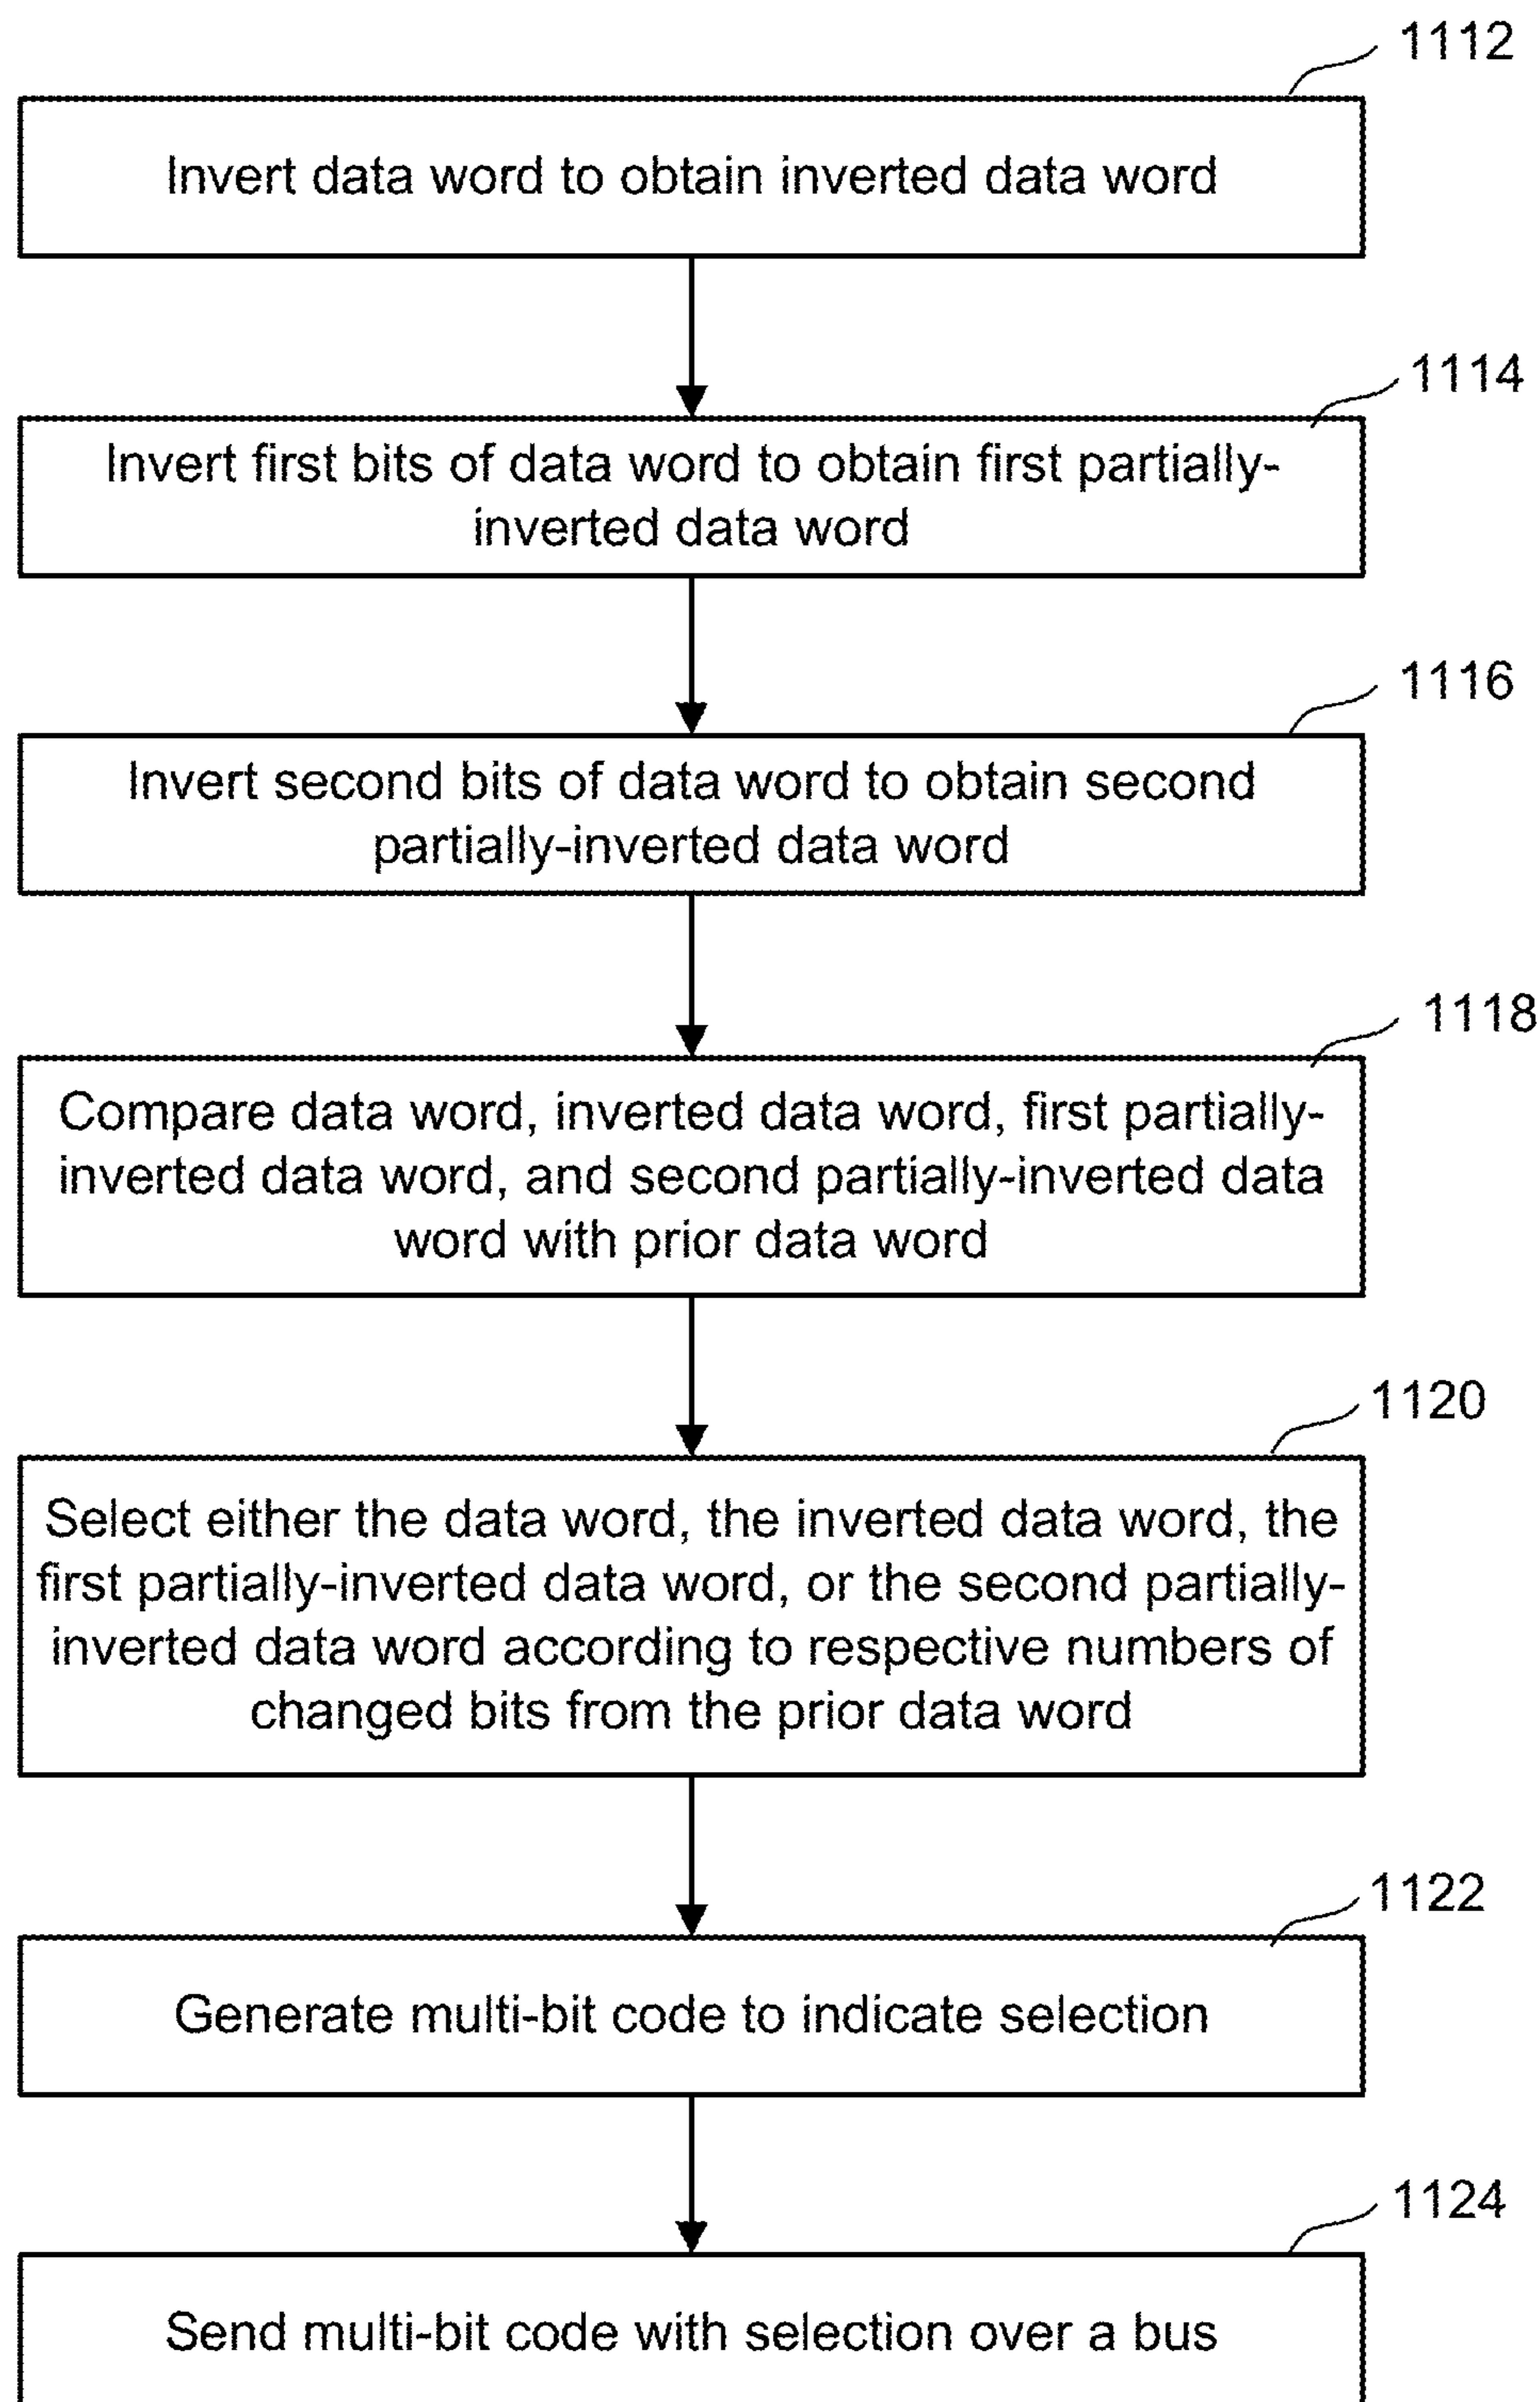 1112
Invert data word to obtain inverted data word
1114
Invert first bits of data word to obtain first partially-
inverted data word
1116
Invert second bits of data word to obtain second
partially-inverted data word
1118
Compare data word, inverted data word, first partially-
inverted data word, and second partially-inverted data
word with prior data word
1120
Select either the data word, the inverted data word, the
first partially-inverted data word, or the second partially-
inverted data word according to respective numbers of
changed bits from the prior data word
1122
Generate multi-bit code to indicate selection
1124
Send multi-bit code with selection over a bus